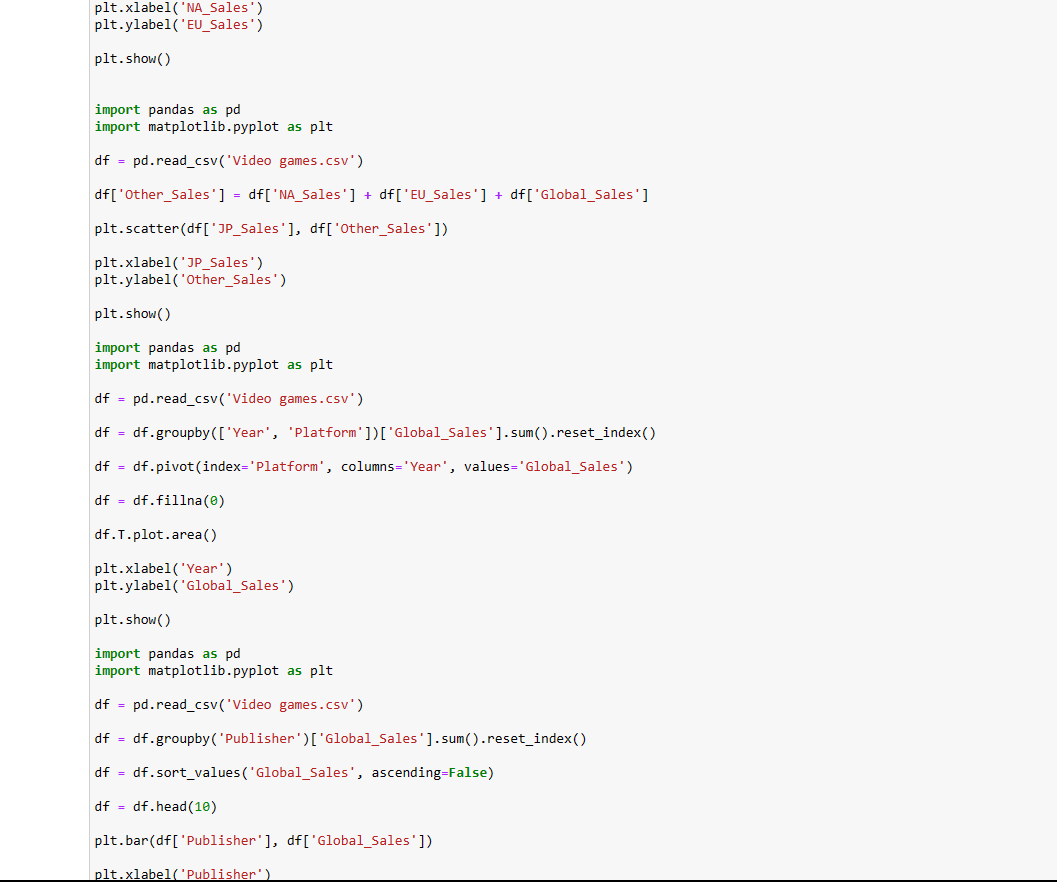 plt.xlabel('NA_Sales')
plt.ylabel('EU_Sales')
plt.show()
import pandas as pd
import matplotlib.pyplot as plt
df = pd.read_csv('Video games.csv')
df['Other_Sales'] = df['NA_Sales'] + df['EU_Sales'] + df['Global_Sales']
plt.scatter(df['JP_Sales'], df['Other_Sales'])
plt.xlabel('JP_Sales')
plt.ylabel('Other_Sales')
plt.show()
import pandas as pd
import matplotlib.pyplot as plt
df = pd.read_csv('Video games.csv')
df = df.groupby(['Year', 'Platform'])['Global_Sales'].sum().reset_index()
df = df.pivot(index='Platform', columns='Year', values='Global_Sales')
df = df.fillna(0)
df.T.plot.area()
plt.xlabel('Year')
plt.ylabel('Global_Sales')
plt.show()
import pandas as pd
import matplotlib.pyplot as plt
df = pd.read_csv('Video games.csv')
df = df.groupby('Publisher')['Global_Sales'].sum().reset_index()
df = df.sort_values('Global_Sales', ascending=False)
df = df.head(10)
plt.bar(df['Publisher'], df['Global_Sales'])
plt.xlabel('Publisher')